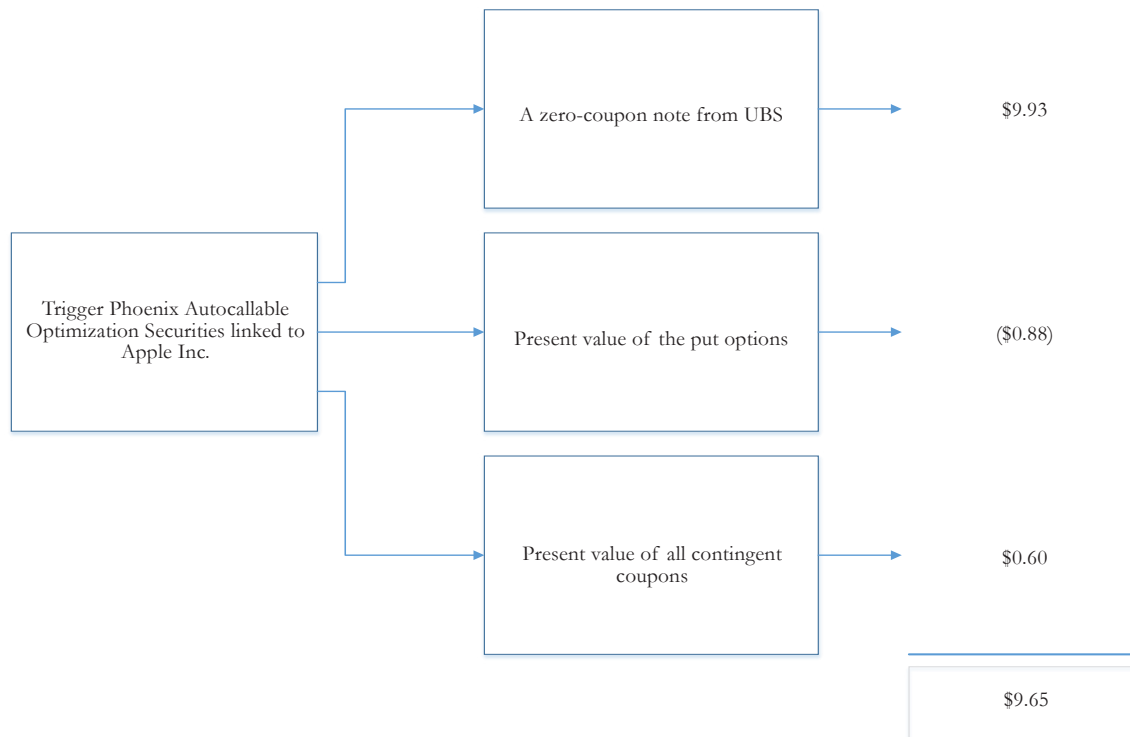 A zero-coupon note from UBS
$9.93
Trigger Phoenix Autocallable
Optimization Securities linked to
Apple Inc.
Present value of the put options
($0.88)
Present value of all contingent
coupons
$0.60
$9.65